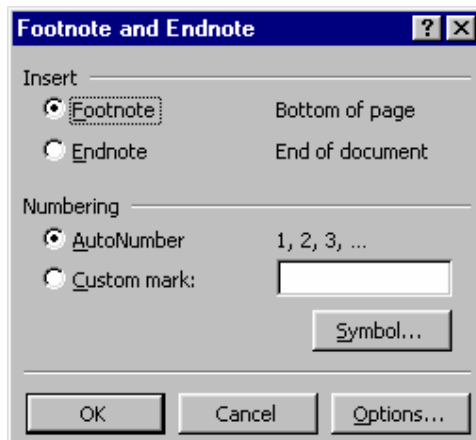 Footnote and Endnote
Insert
Footnote Bottom of page
Endnote End of document
Numbering
AutoNumber 1, 2, 3, ...
Custom mark:
Symbol...
OK Cancel Options...